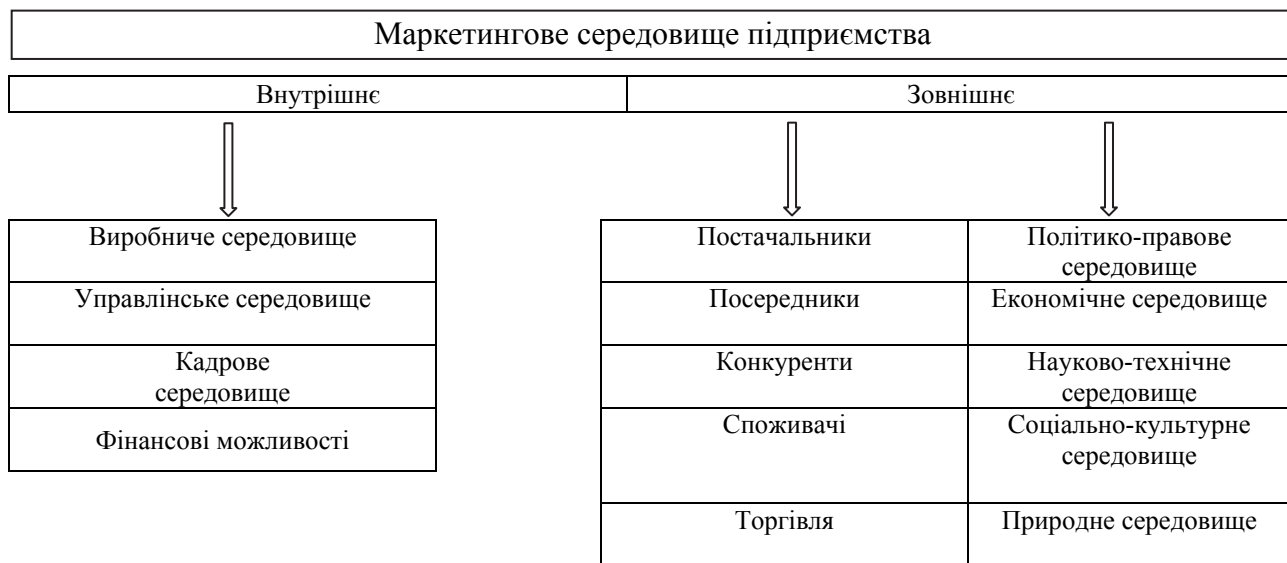 Маркетингове середовище підприємства
Внутрішнє
Зовнішнє
Виробниче середовище
Управлінське середовище
Кадрове
середовище
Фінансові можливості
Постачальники
Політико-правове
середовище
Посередники
Економічне середовище
Конкуренти
Науково-технічне
середовище
Споживачі
Соціально-культурне
середовище
Торгівля
Природне середовище